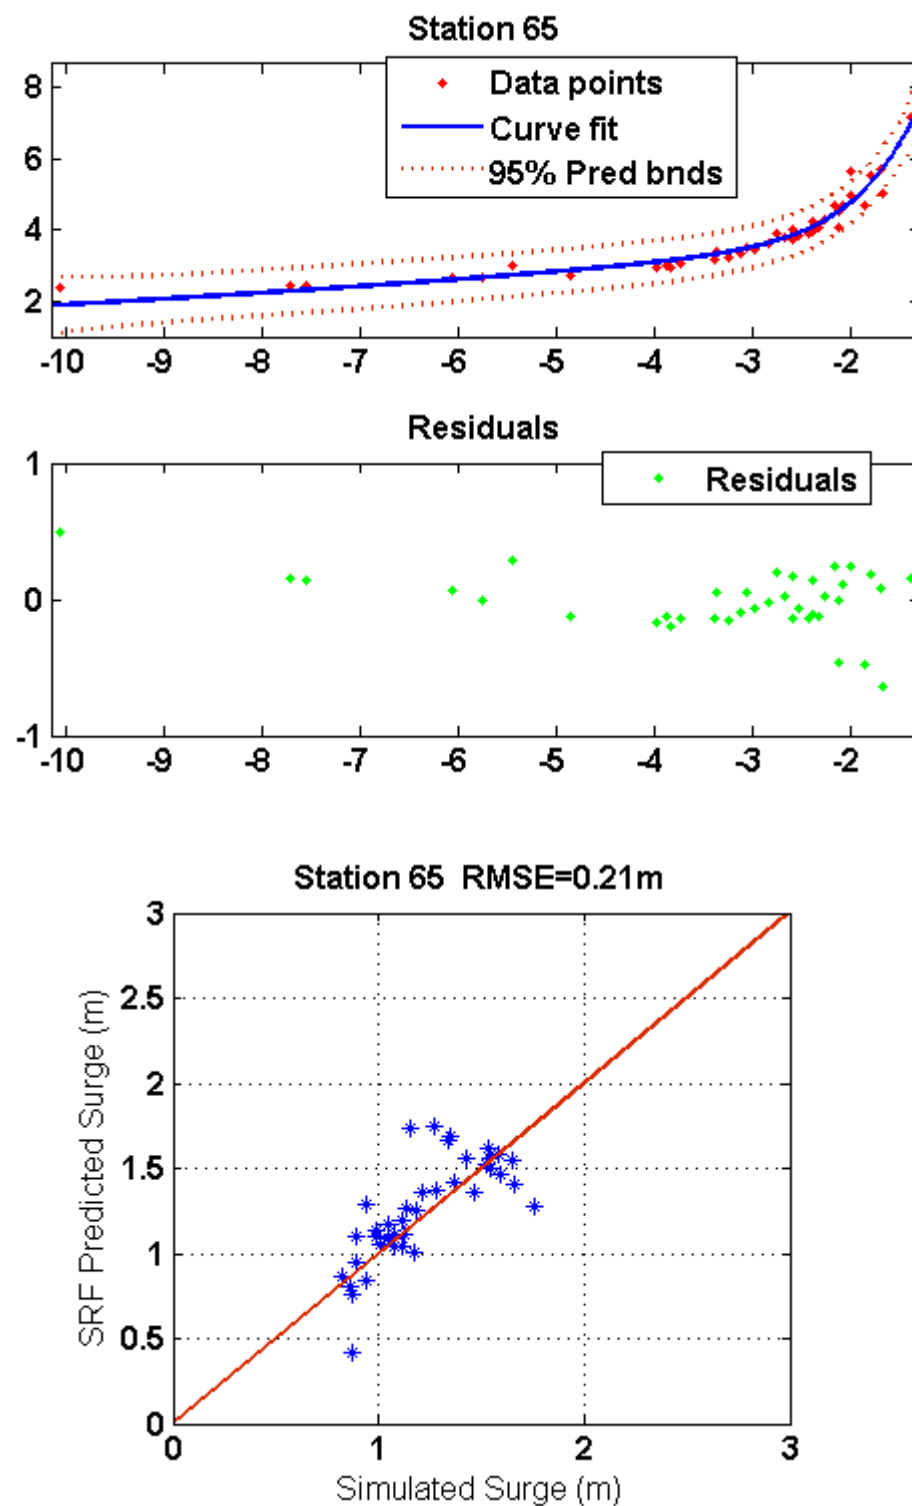 Station 65
Data points
Curve fit
95% Pred bnds
8
6
4
2
-10 -9 -8 -7 -6 -5 -4 -3 -2
Residuals
Residuals
1
0
-1
-10 -9 -8 -7 -6 -5 -4 -3 -2
Station 65 RMSE=0.21m
3
2.5
2
1.5
1
0.5
0
SRF Predicted Surge (m)
0 1 2 3
Simulated Surge (m)